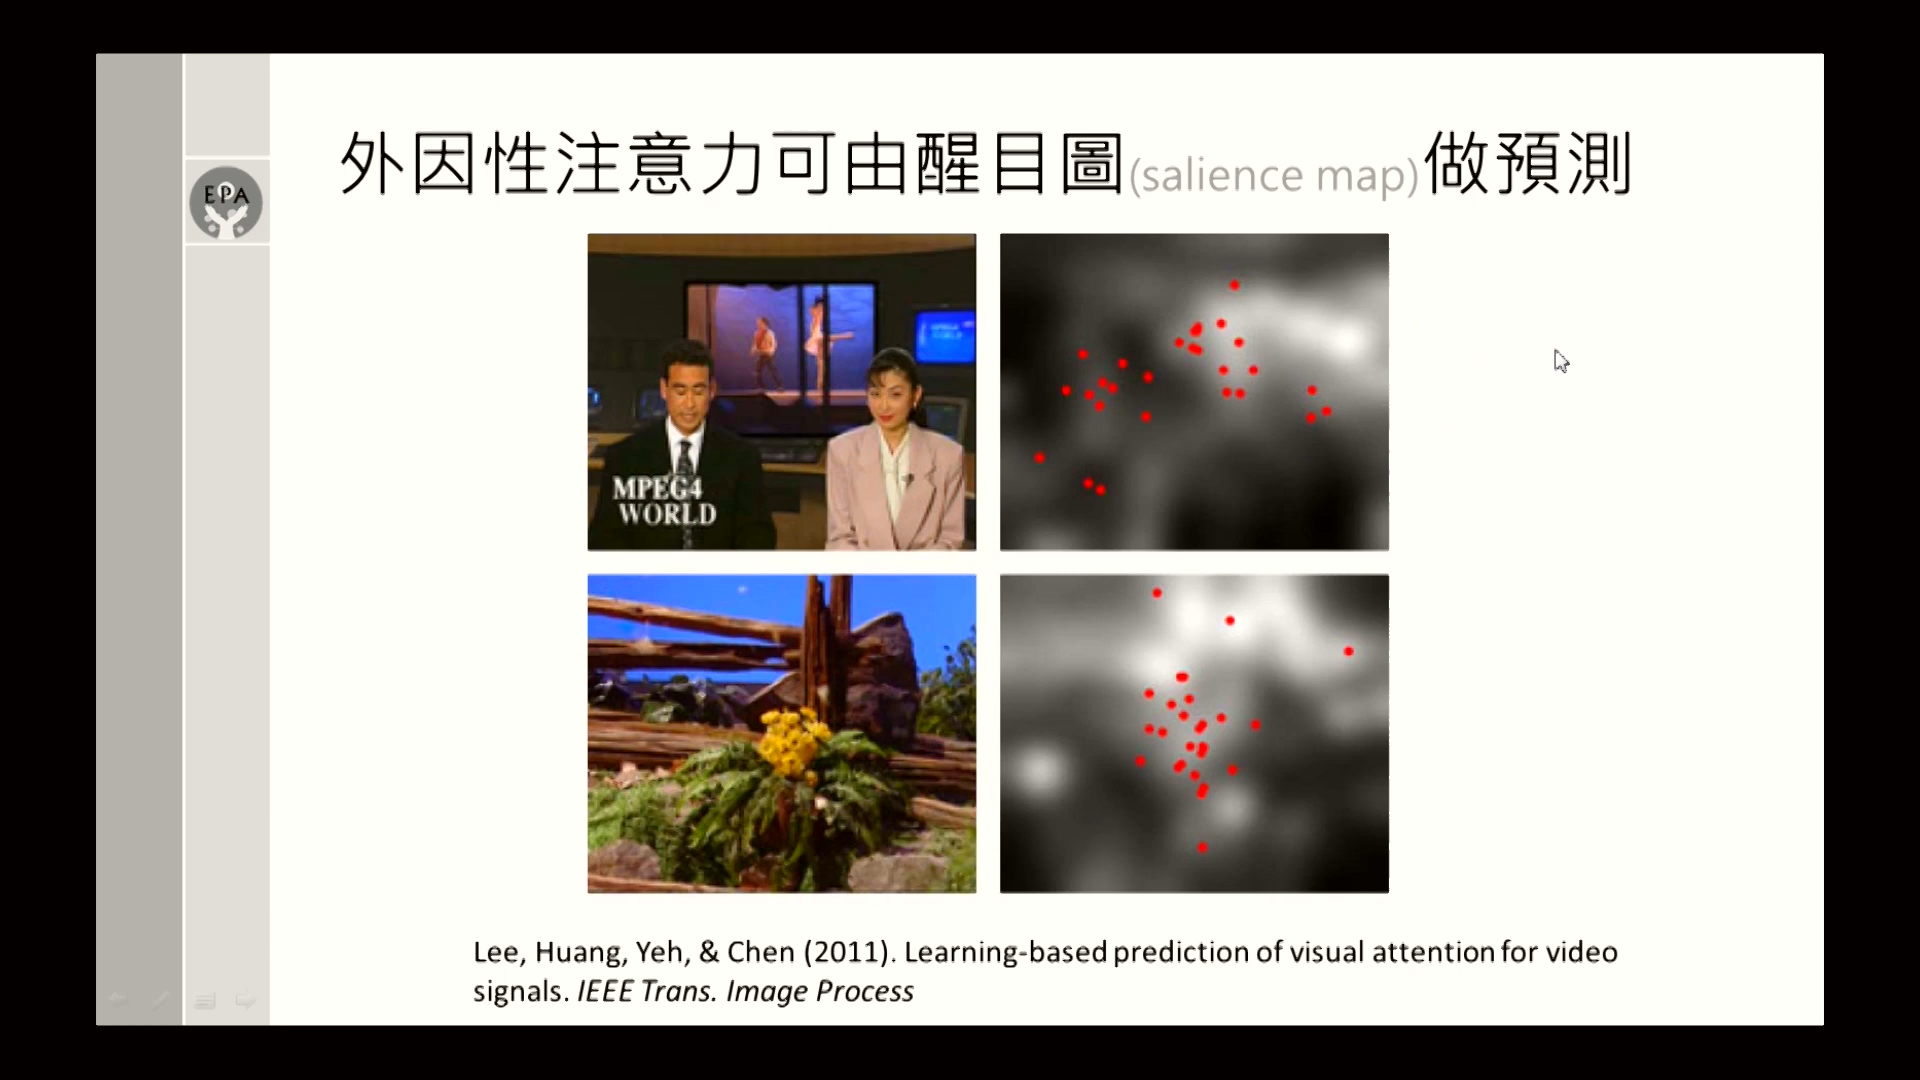 外因性注意力可由醒目圖(salience map)做預測
EPA
MPEG4
WORLD
Lee, Huang, Yeh, & Chen (2011). Learning-based prediction of visual attention for video
signals. IEEE Trans. Image Process